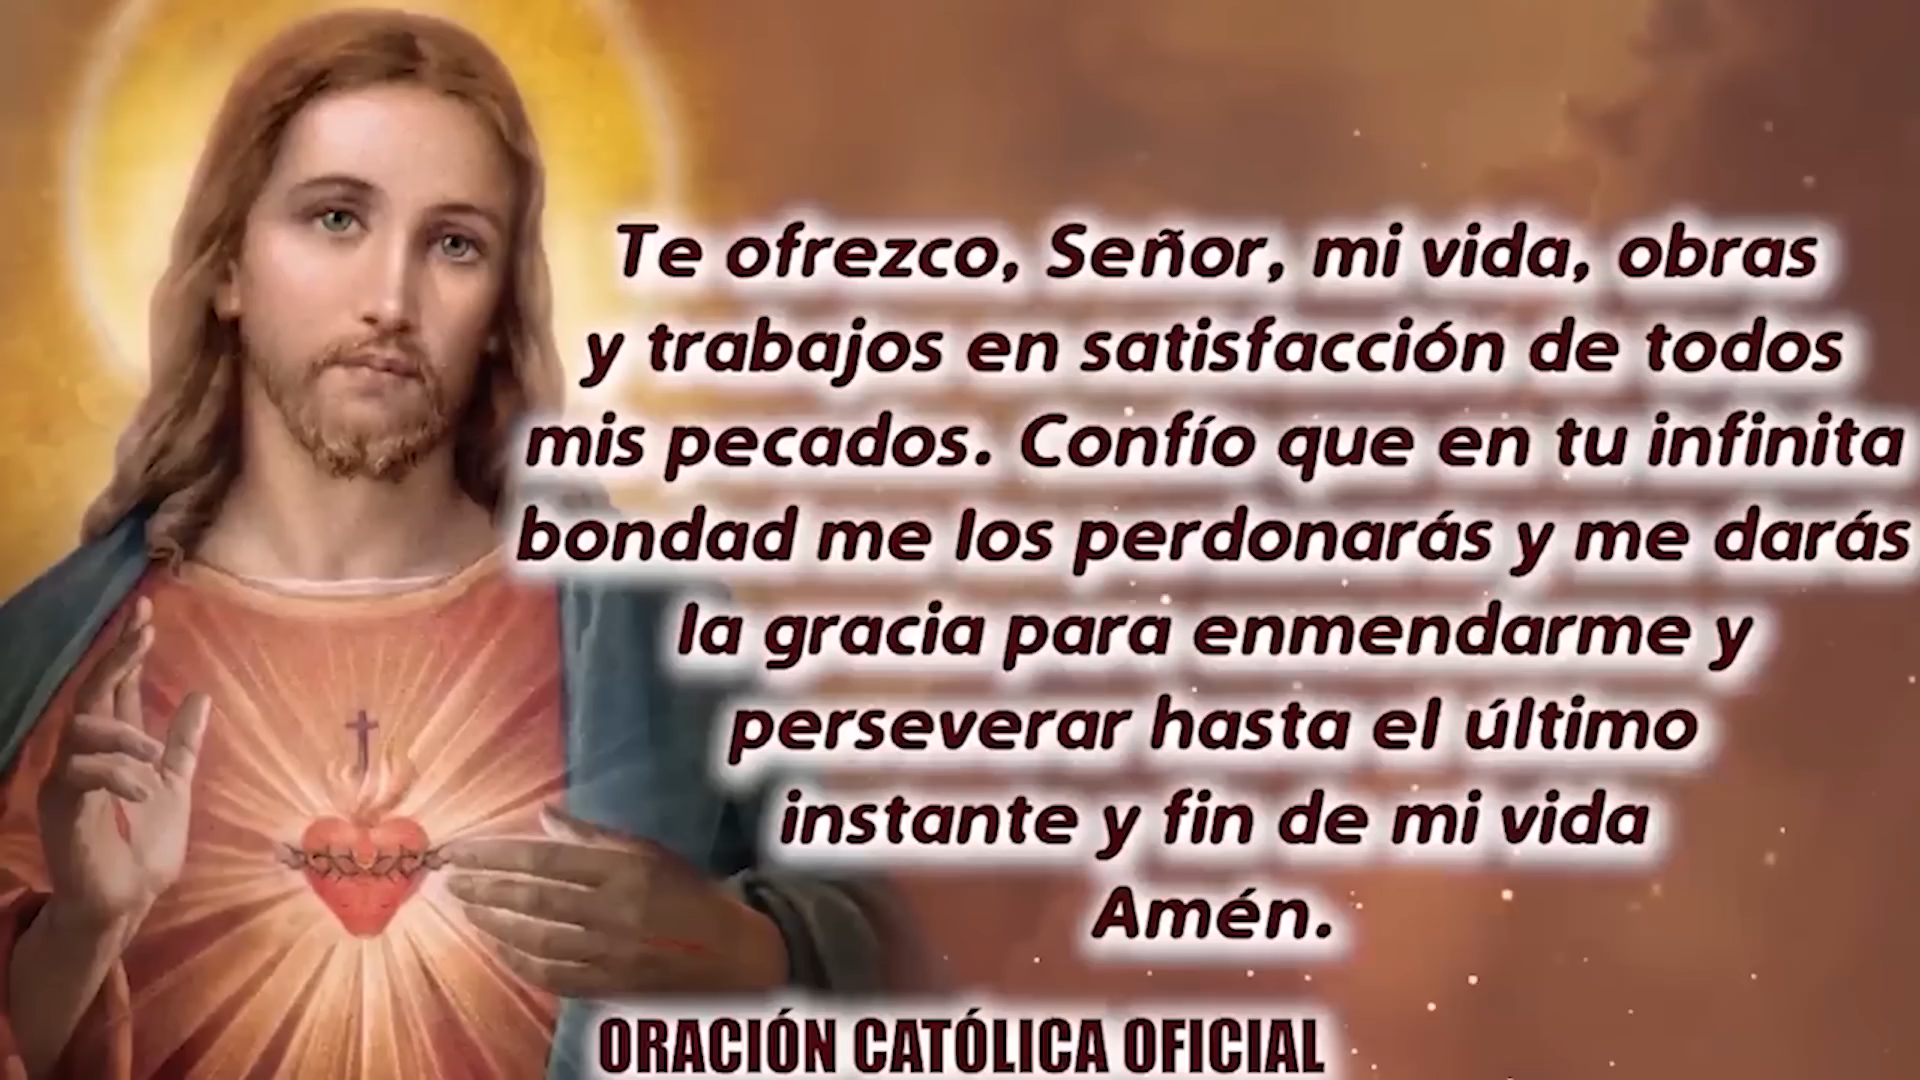 Te ofrezco, Señor, mi vida, obras
y trabajos en satisfacción de todos
mis pecados. Confío que en tu infinita
bondad me los perdonarás y me darás
la gracia para enmendarme y
perseverar hasta el último
instante y fin de mi vida
Amén.
ORACIÓN CATÓLICA OFICIAL